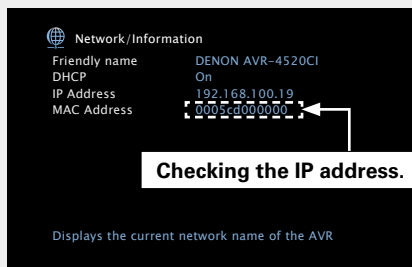 Network/Information
Friendly name DENON AVR-4520CI
DHCP On
IP Address 192.168.100.19
MAC Address 0005cd000000
Checking the IP address.
Displays the current network name of the AVR